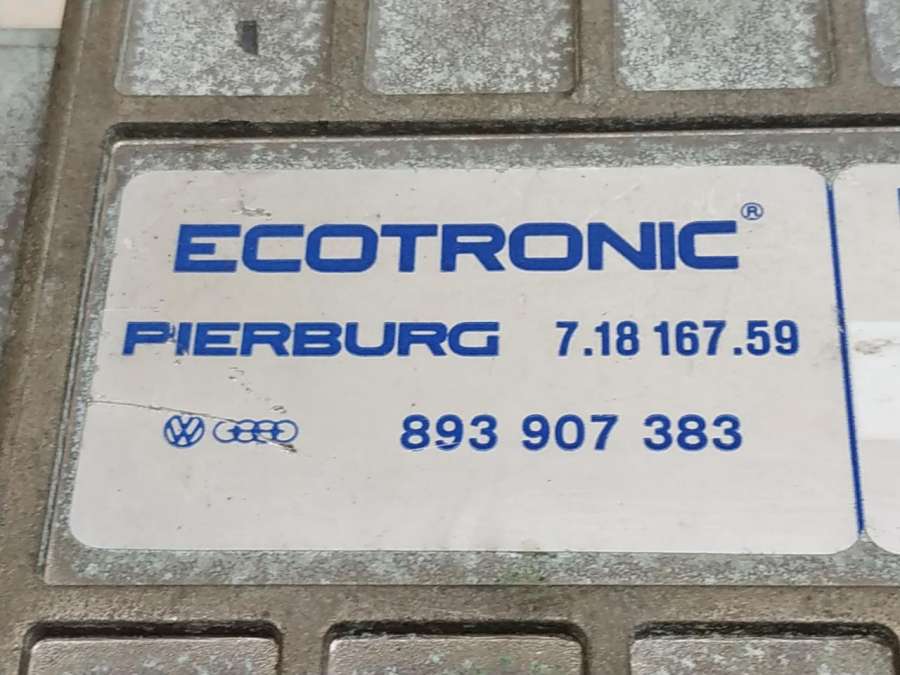 ECOTRONIC®
PIERBURG 7.18 167.59
893 907 383